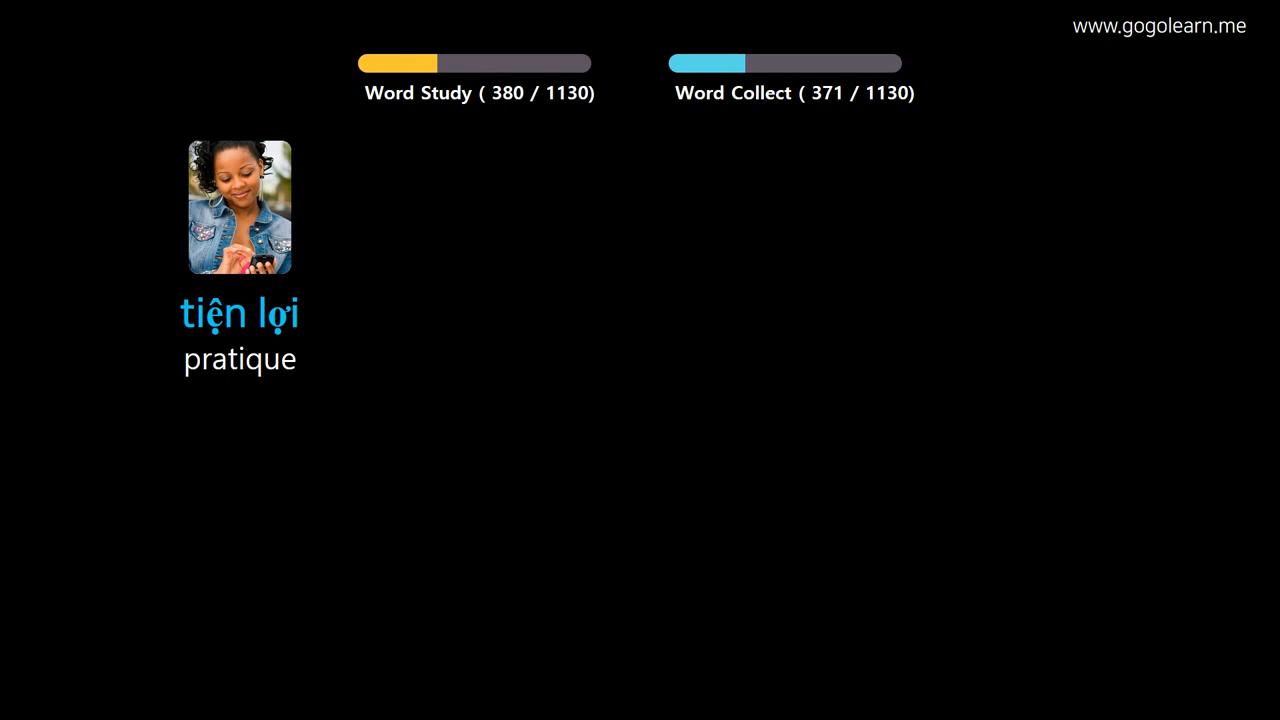 www.gogolearn.me
Word Study ( 380 / 1130)
Word Collect ( 371 / 1130)
tiện lợi
pratique